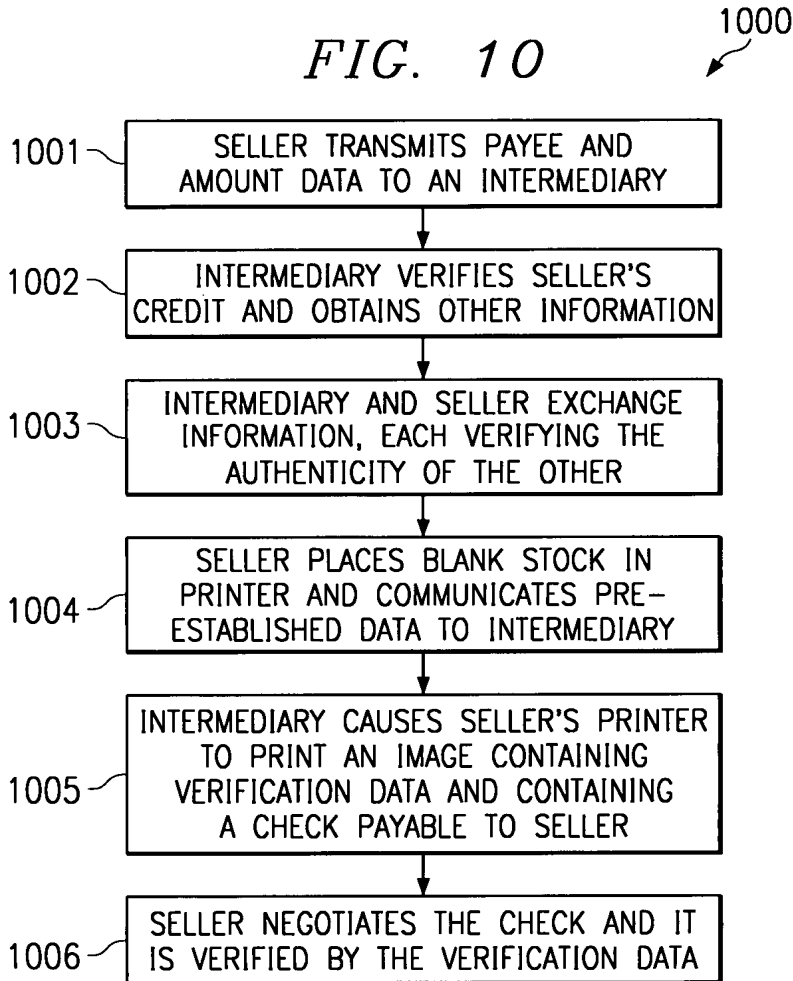 1000
FIG. 10
1001
SELLER TRANSMITS PAYEE AND
AMOUNT DATA TO AN INTERMEDIARY
1002
INTERMEDIARY VERIFIES SELLER'S
CREDIT AND OBTAINS OTHER INFORMATION
1003
INTERMEDIARY AND SELLER EXCHANGE
INFORMATION, EACH VERIFYING THE
AUTHENTICITY OF THE OTHER
1004
SELLER PLACES BLANK STOCK IN
PRINTER AND COMMUNICATES PRE-
ESTABLISHED DATA TO INTERMEDIARY
1005
INTERMEDIARY CAUSES SELLER'S PRINTER
TO PRINT AN IMAGE CONTAINING
VERIFICATION DATA AND CONTAINING
A CHECK PAYABLE TO SELLER
1006
SELLER NEGOTIATES THE CHECK AND IT
IS VERIFIED BY THE VERIFICATION DATA